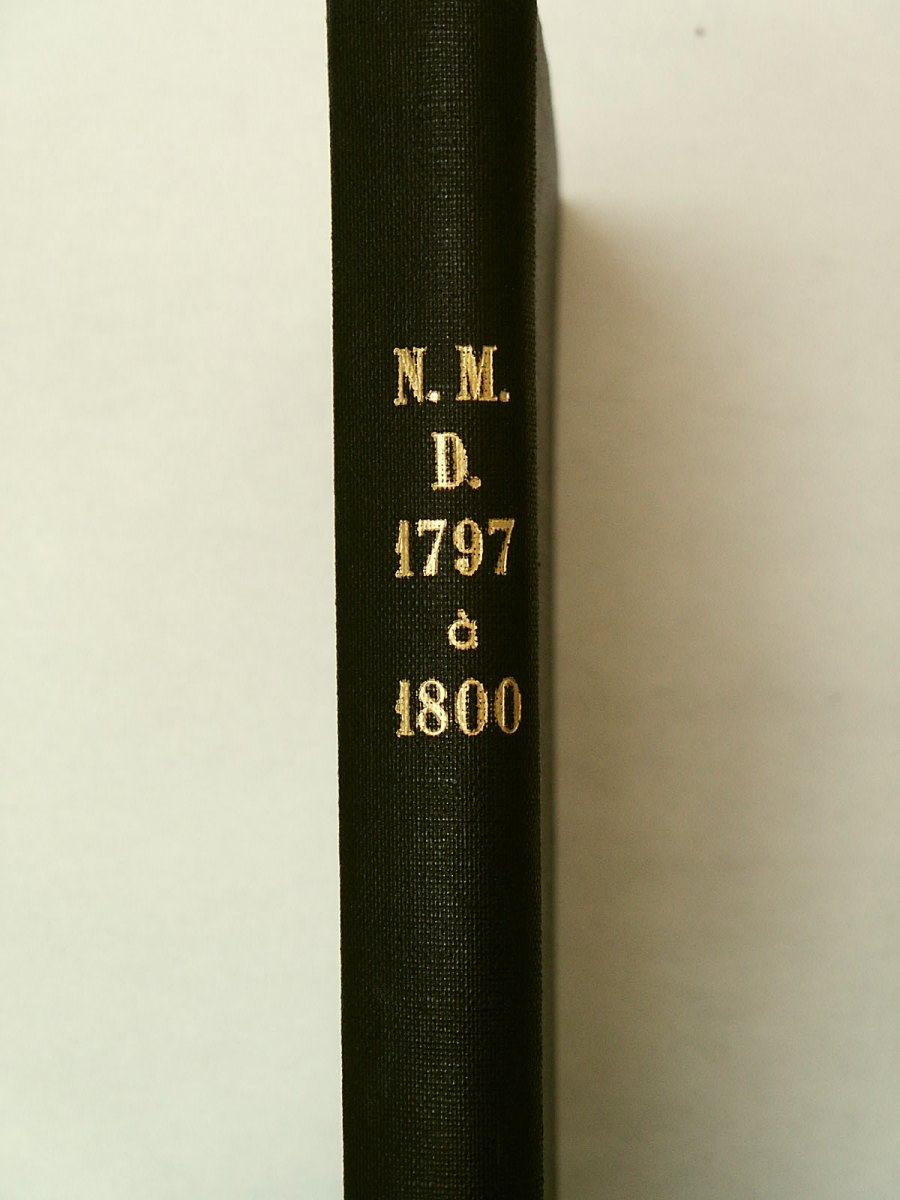 N. M.
D.
1797
à
1800